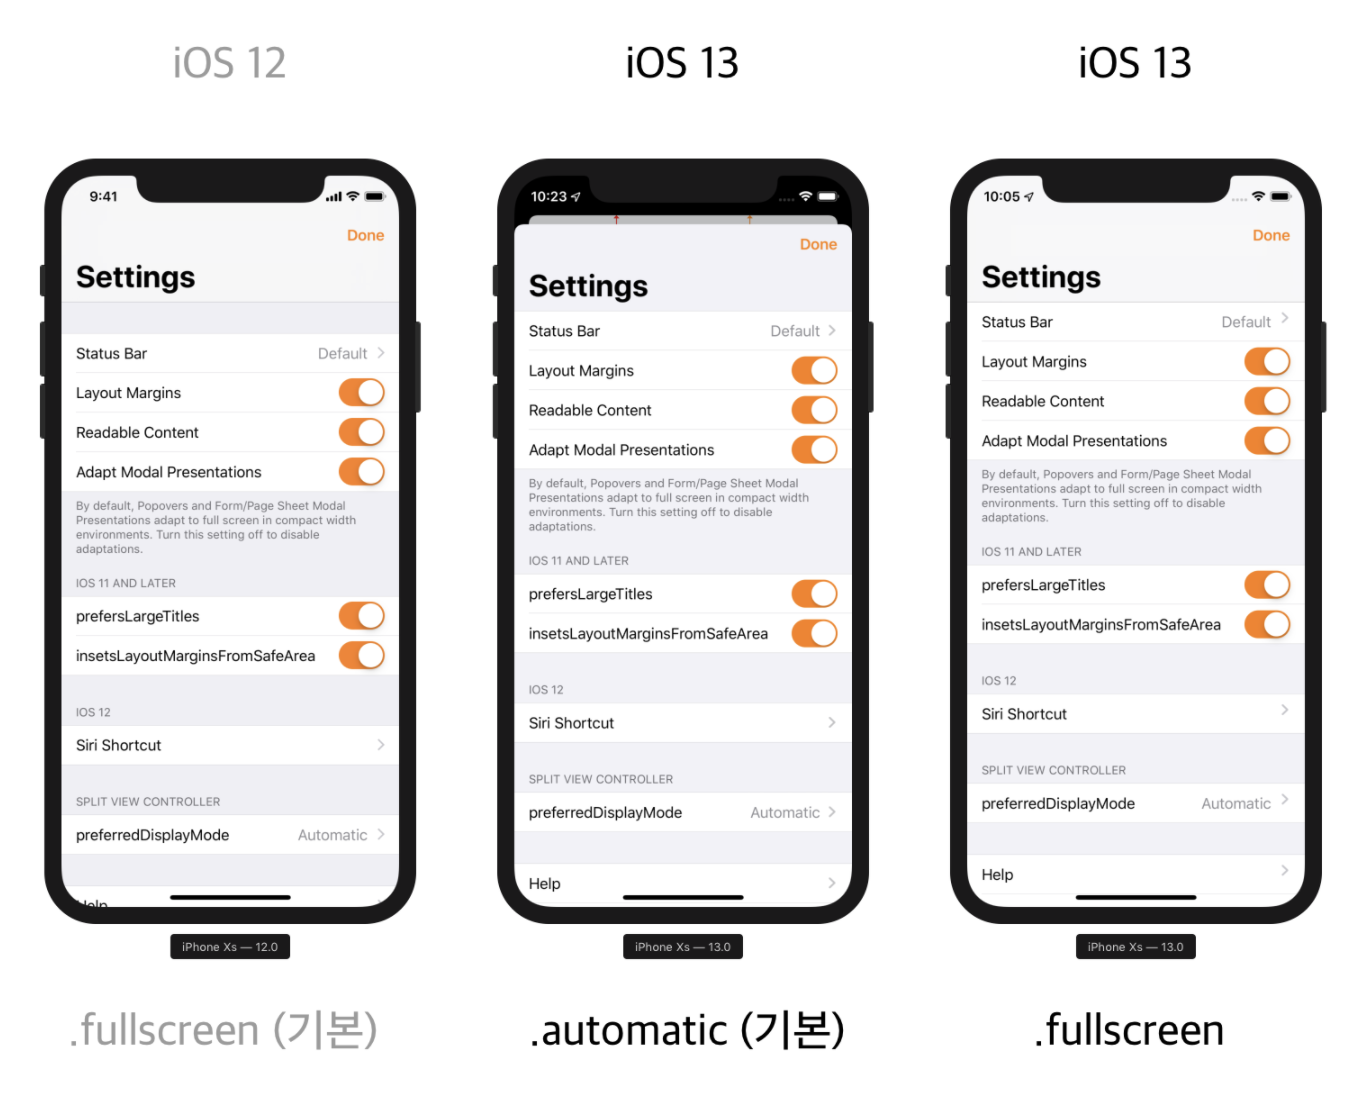 iOS 12
iOS 13
iOS 13
9:41
Done
Settings
Status Bar
Default
Layout Margins
Readable Content
Adapt Modal Presentations
By default, Popovers and Form/Page Sheet Modal
Presentations adapt to full screen in compact width
environments. Turn this setting off to disable
adaptations.
IOS 11 AND LATER
prefersLargeTitles
insetsLayoutMarginsFromSafeArea
IOS 12
Siri Shortcut
SPLIT VIEW CONTROLLER
preferredDisplayMode
Automatic
Help
iPhone Xs — 12.0
.fullscreen (기본)
10:23
Done
Settings
Status Bar
Default
Layout Margins
Readable Content
Adapt Modal Presentations
By default, Popovers and Form/Page Sheet Modal
Presentations adapt to full screen in compact width
environments. Turn this setting off to disable
adaptations.
IOS 11 AND LATER
prefersLargeTitles
insetsLayoutMarginsFromSafeArea
IOS 12
Siri Shortcut
SPLIT VIEW CONTROLLER
preferredDisplayMode
Automatic
Help
iPhone Xs — 13.0
.automatic (기본)
10:05
Done
Settings
Status Bar
Default
Layout Margins
Readable Content
Adapt Modal Presentations
By default, Popovers and Form/Page Sheet Modal
Presentations adapt to full screen in compact width
environments. Turn this setting off to disable
adaptations.
IOS 11 AND LATER
prefersLargeTitles
insetsLayoutMarginsFromSafeArea
IOS 12
Siri Shortcut
SPLIT VIEW CONTROLLER
preferredDisplayMode
Automatic
Help
iPhone Xs — 13.0
.fullscreen